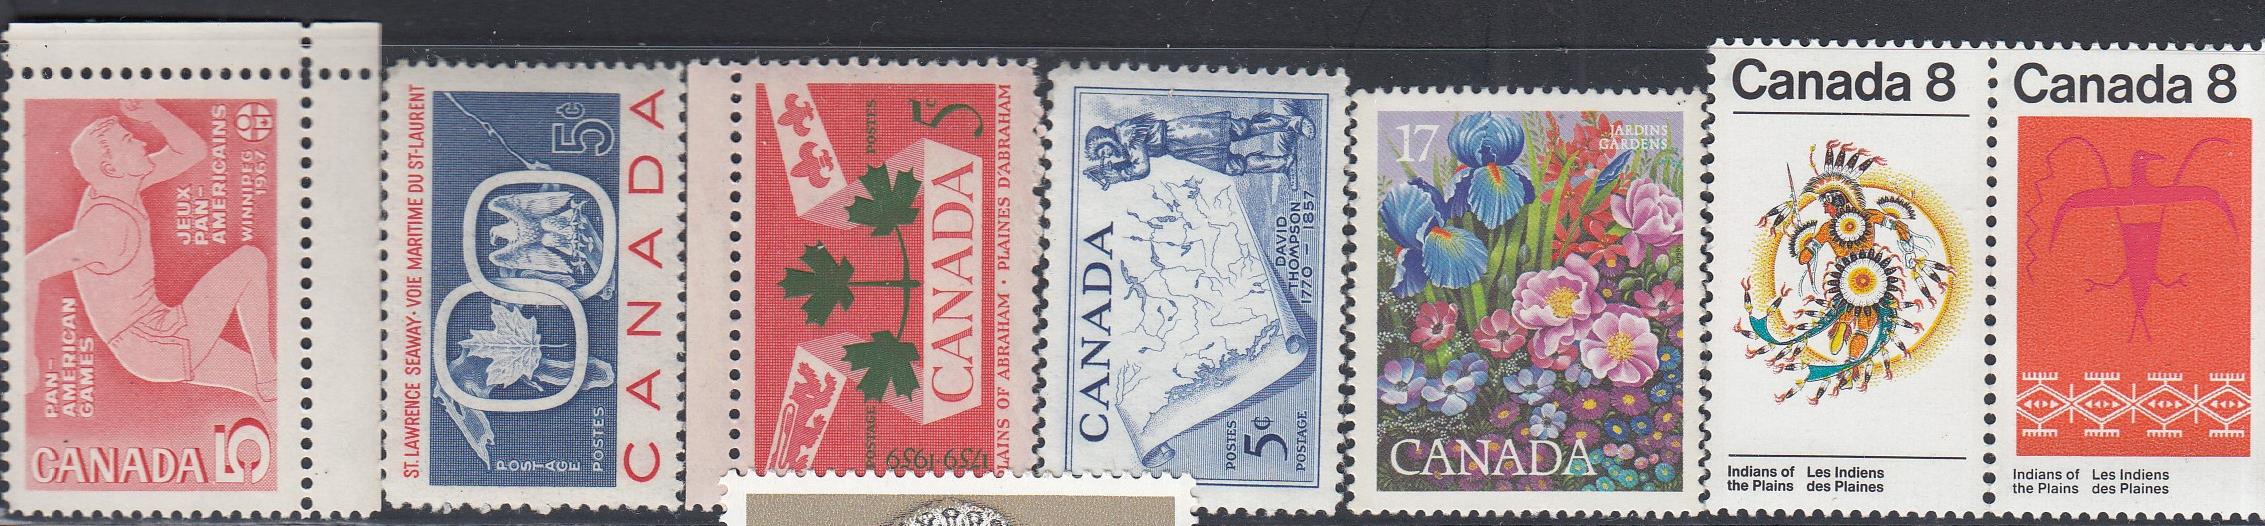 JEUX
PAN-
AMERICAINS
WINNIPEG
1967
PAN-
AMERICAN
GAMES
CANADA 5
ST. LAWRENCE SEAWAY · VOIE MARITIME DU ST-LAURENT
5¢
POSTAGE
POSTES
CANADA
POSTES
5¢
CANADA
PLAINS OF ABRAHAM · PLAINES D'ABRAHAM
POSTAGE
1759 1959
CANADA
DAVID
THOMPSON
1770 – 1857
POSTES
5¢
POSTAGE
17
JARDINS
GARDENS
CANADA
Canada 8
Indians of Les Indiens
the Plains des Plaines
Canada 8
Indians of Les Indiens
the Plains des Plaines